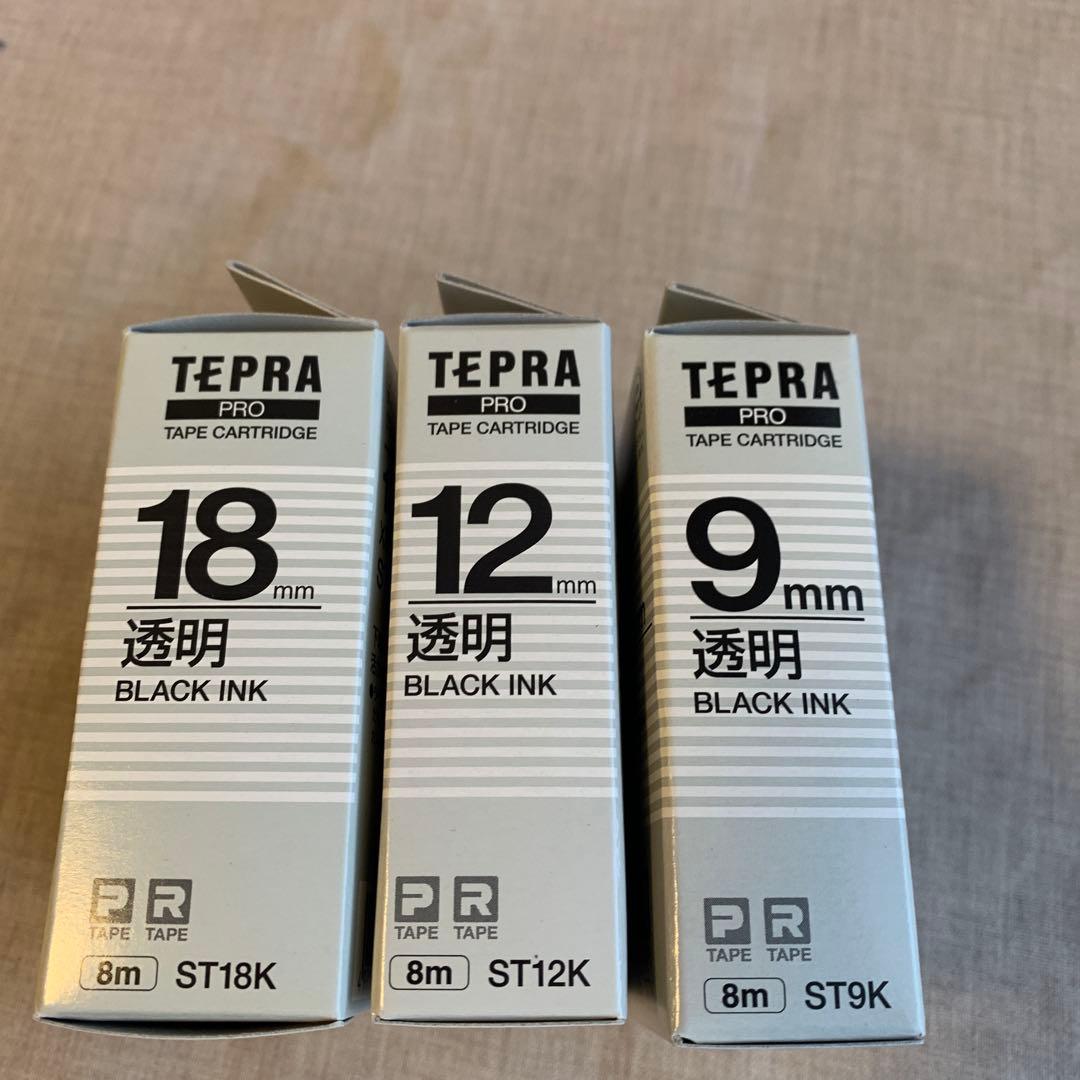 TEPRA
PRO
TAPE CARTRIDGE
18mm
透明
BLACK INK
P R
TAPE TAPE
8m ST18K
TEPRA
PRO
TAPE CARTRIDGE
12mm
透明
BLACK INK
P R
TAPE TAPE
8m ST12K
TEPRA
PRO
TAPE CARTRIDGE
9mm
透明
BLACK INK
P R
TAPE TAPE
8m ST9K